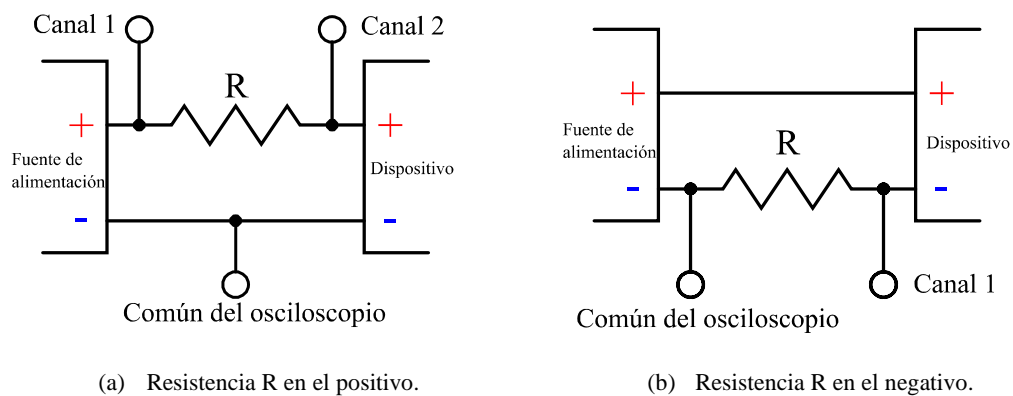 Canal 1
Canal 2
R
+
+
Fuente de
alimentación
Dispositivo
-
-
Común del osciloscopio
(a) Resistencia R en el positivo.
+
+
Fuente de
alimentación
R
Dispositivo
-
-
Canal 1
Común del osciloscopio
(b) Resistencia R en el negativo.